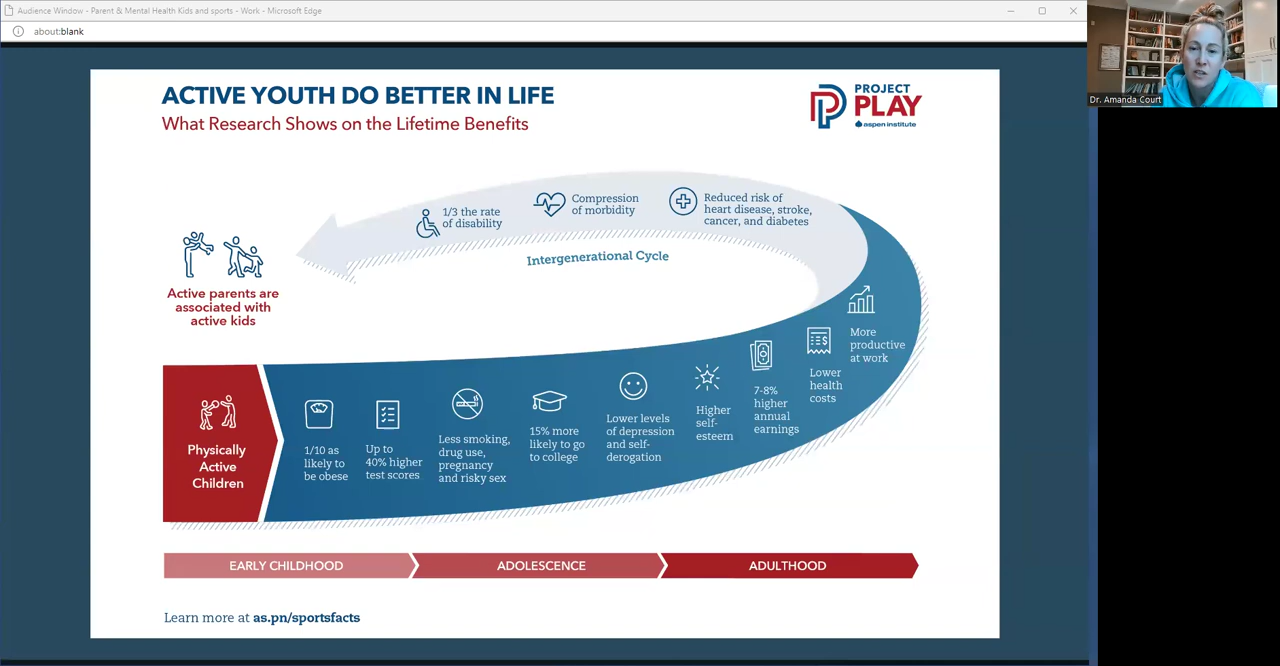 Audience Window - Parent & Mental Health Kids and sports - Work - Microsoft Edge
about:blank
Dr. Amanda Court
ACTIVE YOUTH DO BETTER IN LIFE
What Research Shows on the Lifetime Benefits
PROJECT
PLAY
aspen institute
1/3 the rate
of disability
Compression
of morbidity
Reduced risk of
heart disease, stroke,
cancer, and diabetes
Intergenerational Cycle
Active parents are
associated with
active kids
Physically
Active
Children
1/10 as
likely to
be obese
Up to
40% higher
test scores
Less smoking,
drug use,
pregnancy
and risky sex
15% more
likely to go
to college
Lower levels
of depression
and self-
derogation
Higher
self-
esteem
7-8%
higher
annual
earnings
Lower
health
costs
More
productive
at work
EARLY CHILDHOOD
ADOLESCENCE
ADULTHOOD
Learn more at as.pn/sportsfacts